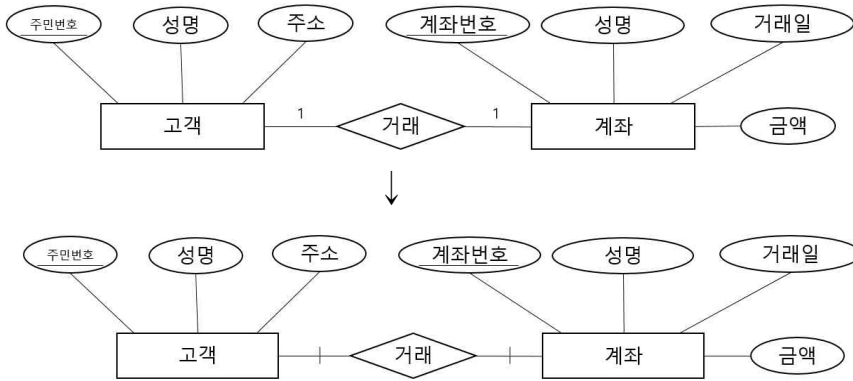 주민번호 성명 주소 계좌번호 성명 거래일
고객 1 거래 1 계좌 금액
주민번호 성명 주소 계좌번호 성명 거래일
고객 거래 계좌 금액